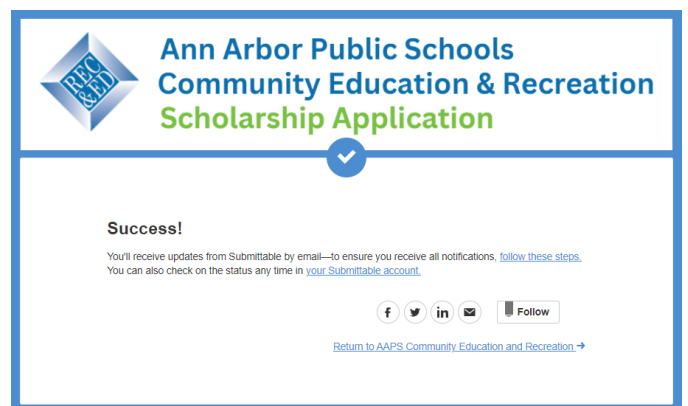 REC
&ED
Ann Arbor Public Schools
Community Education & Recreation
Scholarship Application
Success!
You'll receive updates from Submittable by email—to ensure you receive all notifications, follow these steps.
You can also check on the status any time in your Submittable account.
Follow
Return to AAPS Community Education and Recreation